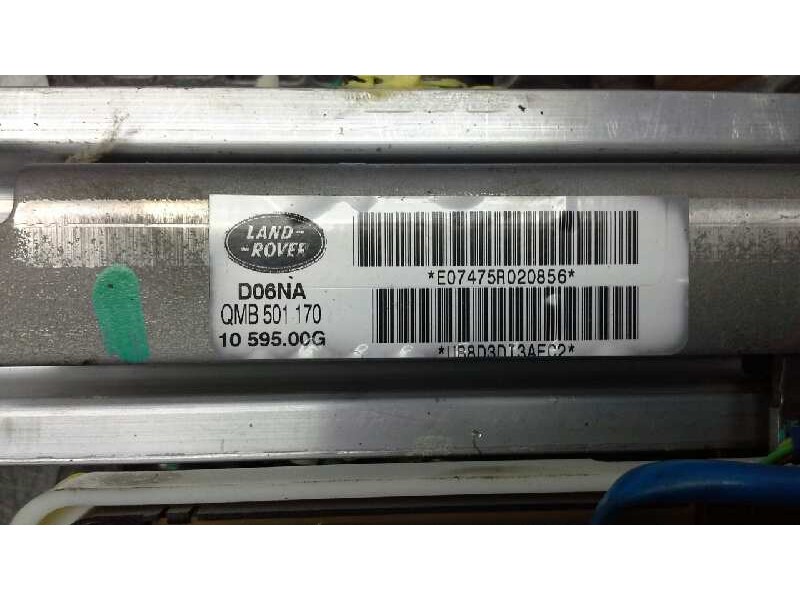 LAND-
-ROVER
D06NA
QMB 501 170
10 595.00G
*E07475R020856*